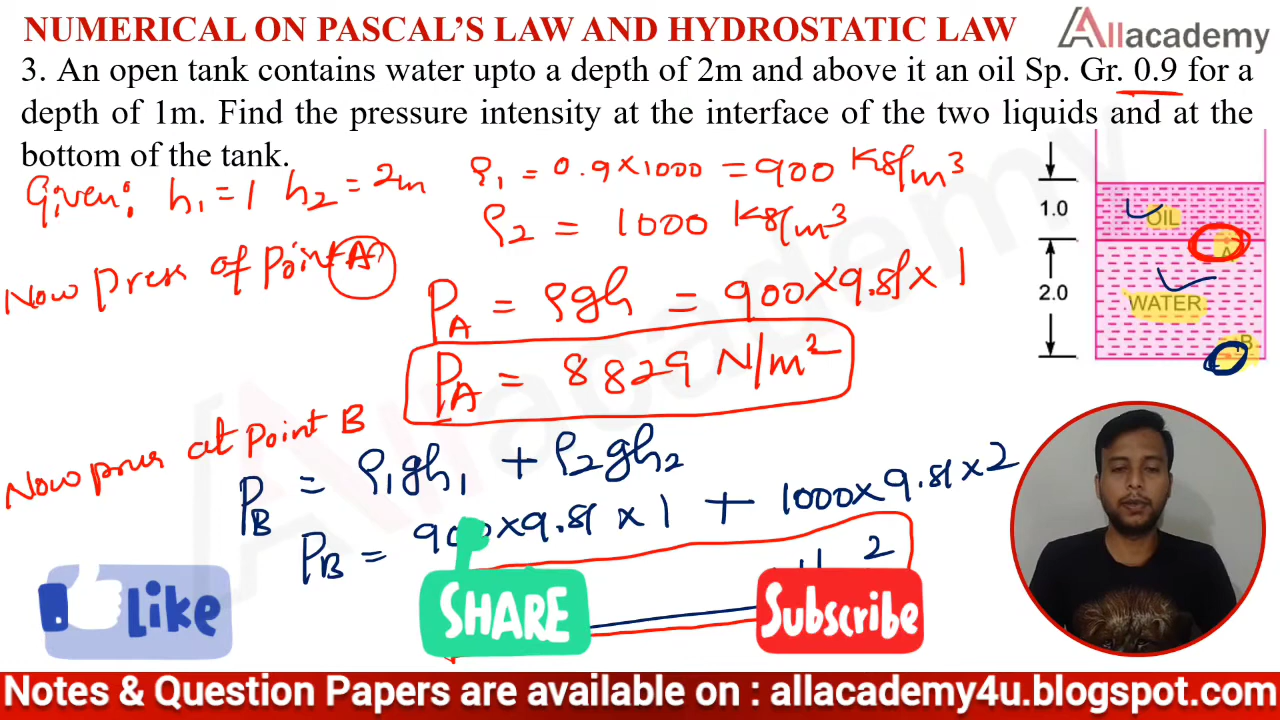 NUMERICAL ON PASCAL'S LAW AND HYDROSTATIC LAW
Allacademy
3. An open tank contains water upto a depth of 2m and above it an oil Sp. Gr. 0.9 for a
depth of 1m. Find the pressure intensity at the interface of the two liquids and at the
bottom of the tank.
Given: h₁ = 1 h₂ = 2m
ρ₁ = 0.9 × 1000 = 900 Kg/m³
ρ₂ = 1000 Kg/m³
1.0
OIL
A
2.0
WATER
B
Now press of Point A
P_A = ρgh = 900×9.81×1
P_A = 8829 N/m²
Now pres at Point B
P_B = ρ₁gh₁ + ρ₂gh₂
P_B = 900×9.81×1 + 1000×9.81×2
2
Like
SHARE
Subscribe
Notes & Question Papers are available on : allacademy4u.blogspot.com